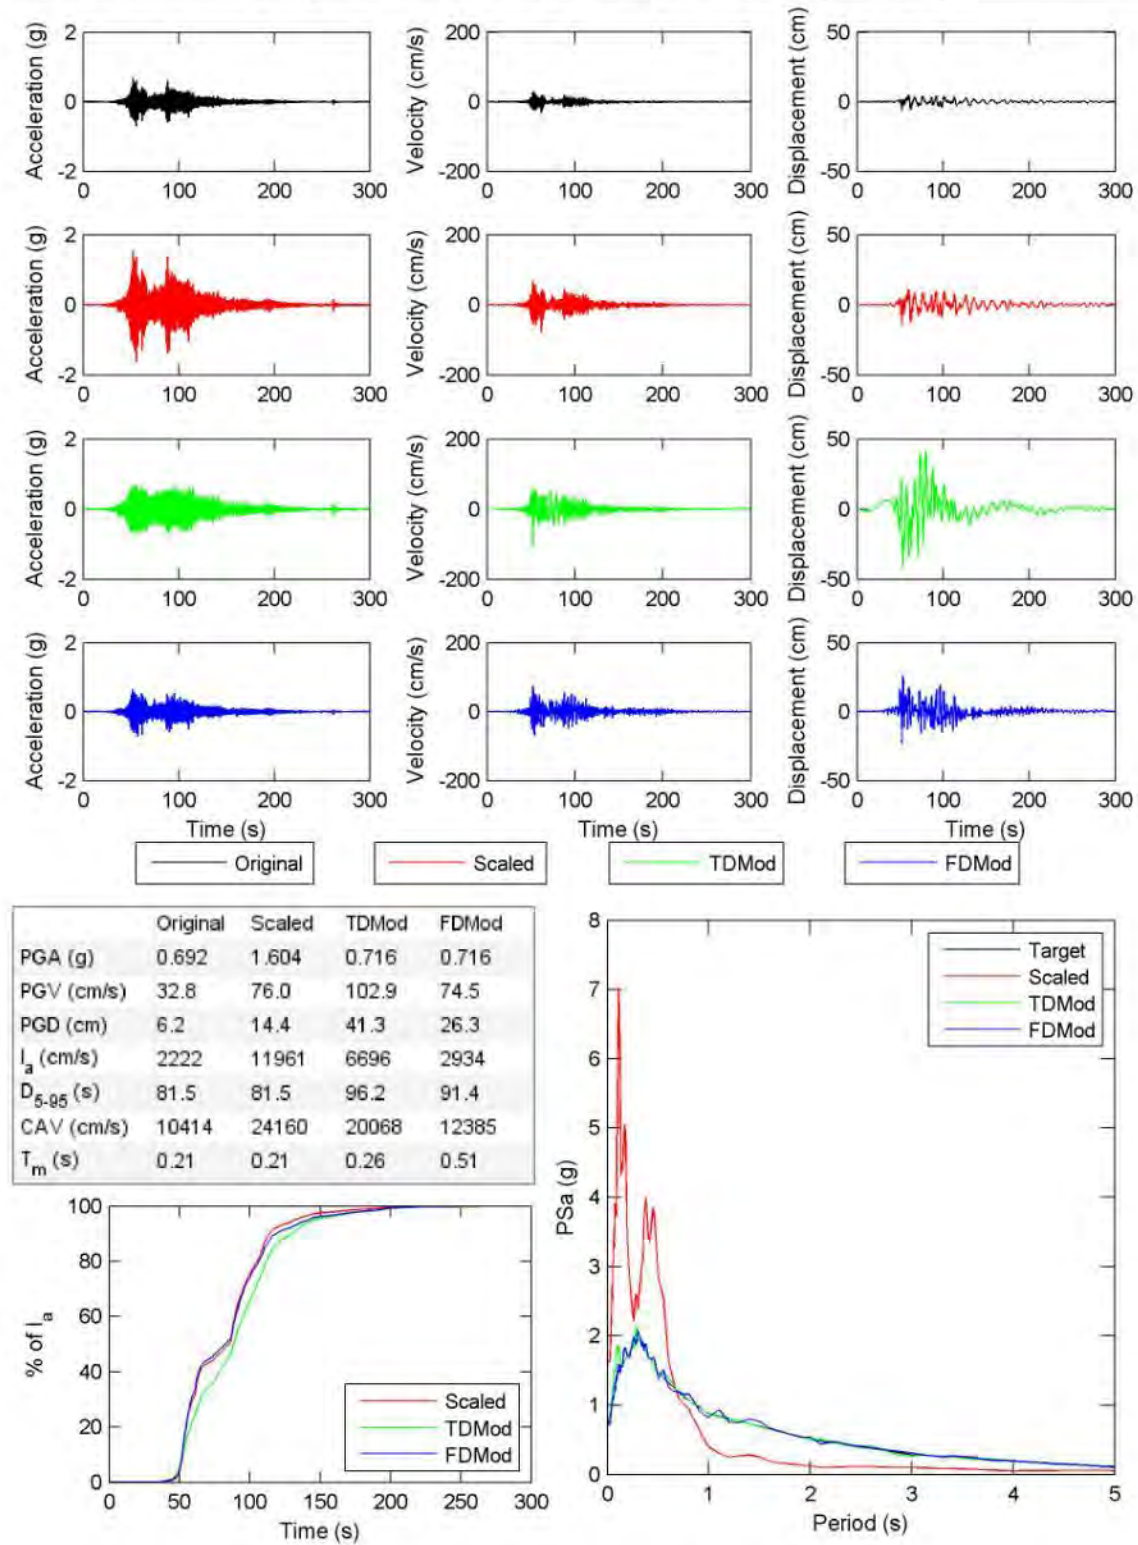 Acceleration (g)
2
0
-2
0 100 200 300
Velocity (cm/s)
200
0
-200
0 100 200 300
Displacement (cm)
50
0
-50
0 100 200 300
Acceleration (g)
2
0
-2
0 100 200 300
Velocity (cm/s)
200
0
-200
0 100 200 300
Displacement (cm)
50
0
-50
0 100 200 300
Acceleration (g)
2
0
-2
0 100 200 300
Velocity (cm/s)
200
0
-200
0 100 200 300
Displacement (cm)
50
0
-50
0 100 200 300
Acceleration (g)
2
0
-2
0 100 200 300
Time (s)
Velocity (cm/s)
200
0
-200
0 100 200 300
Time (s)
Displacement (cm)
50
0
-50
0 100 200 300
Time (s)
Original Scaled TDMod FDMod
Original Scaled TDMod FDMod
PGA (g) 0.692 1.604 0.716 0.716
PGV (cm/s) 32.8 76.0 102.9 74.5
PGD (cm) 6.2 14.4 41.3 26.3
Ia (cm/s) 2222 11961 6696 2934
D5-95 (s) 81.5 81.5 96.2 91.4
CAV (cm/s) 10414 24160 20068 12385
Tm (s) 0.21 0.21 0.26 0.51
% of Ia
100
80
60
40
20
0
0 50 100 150 200 250 300
Time (s)
Scaled
TDMod
FDMod
PSa (g)
8
7
6
5
4
3
2
1
0
0 1 2 3 4 5
Period (s)
Target
Scaled
TDMod
FDMod